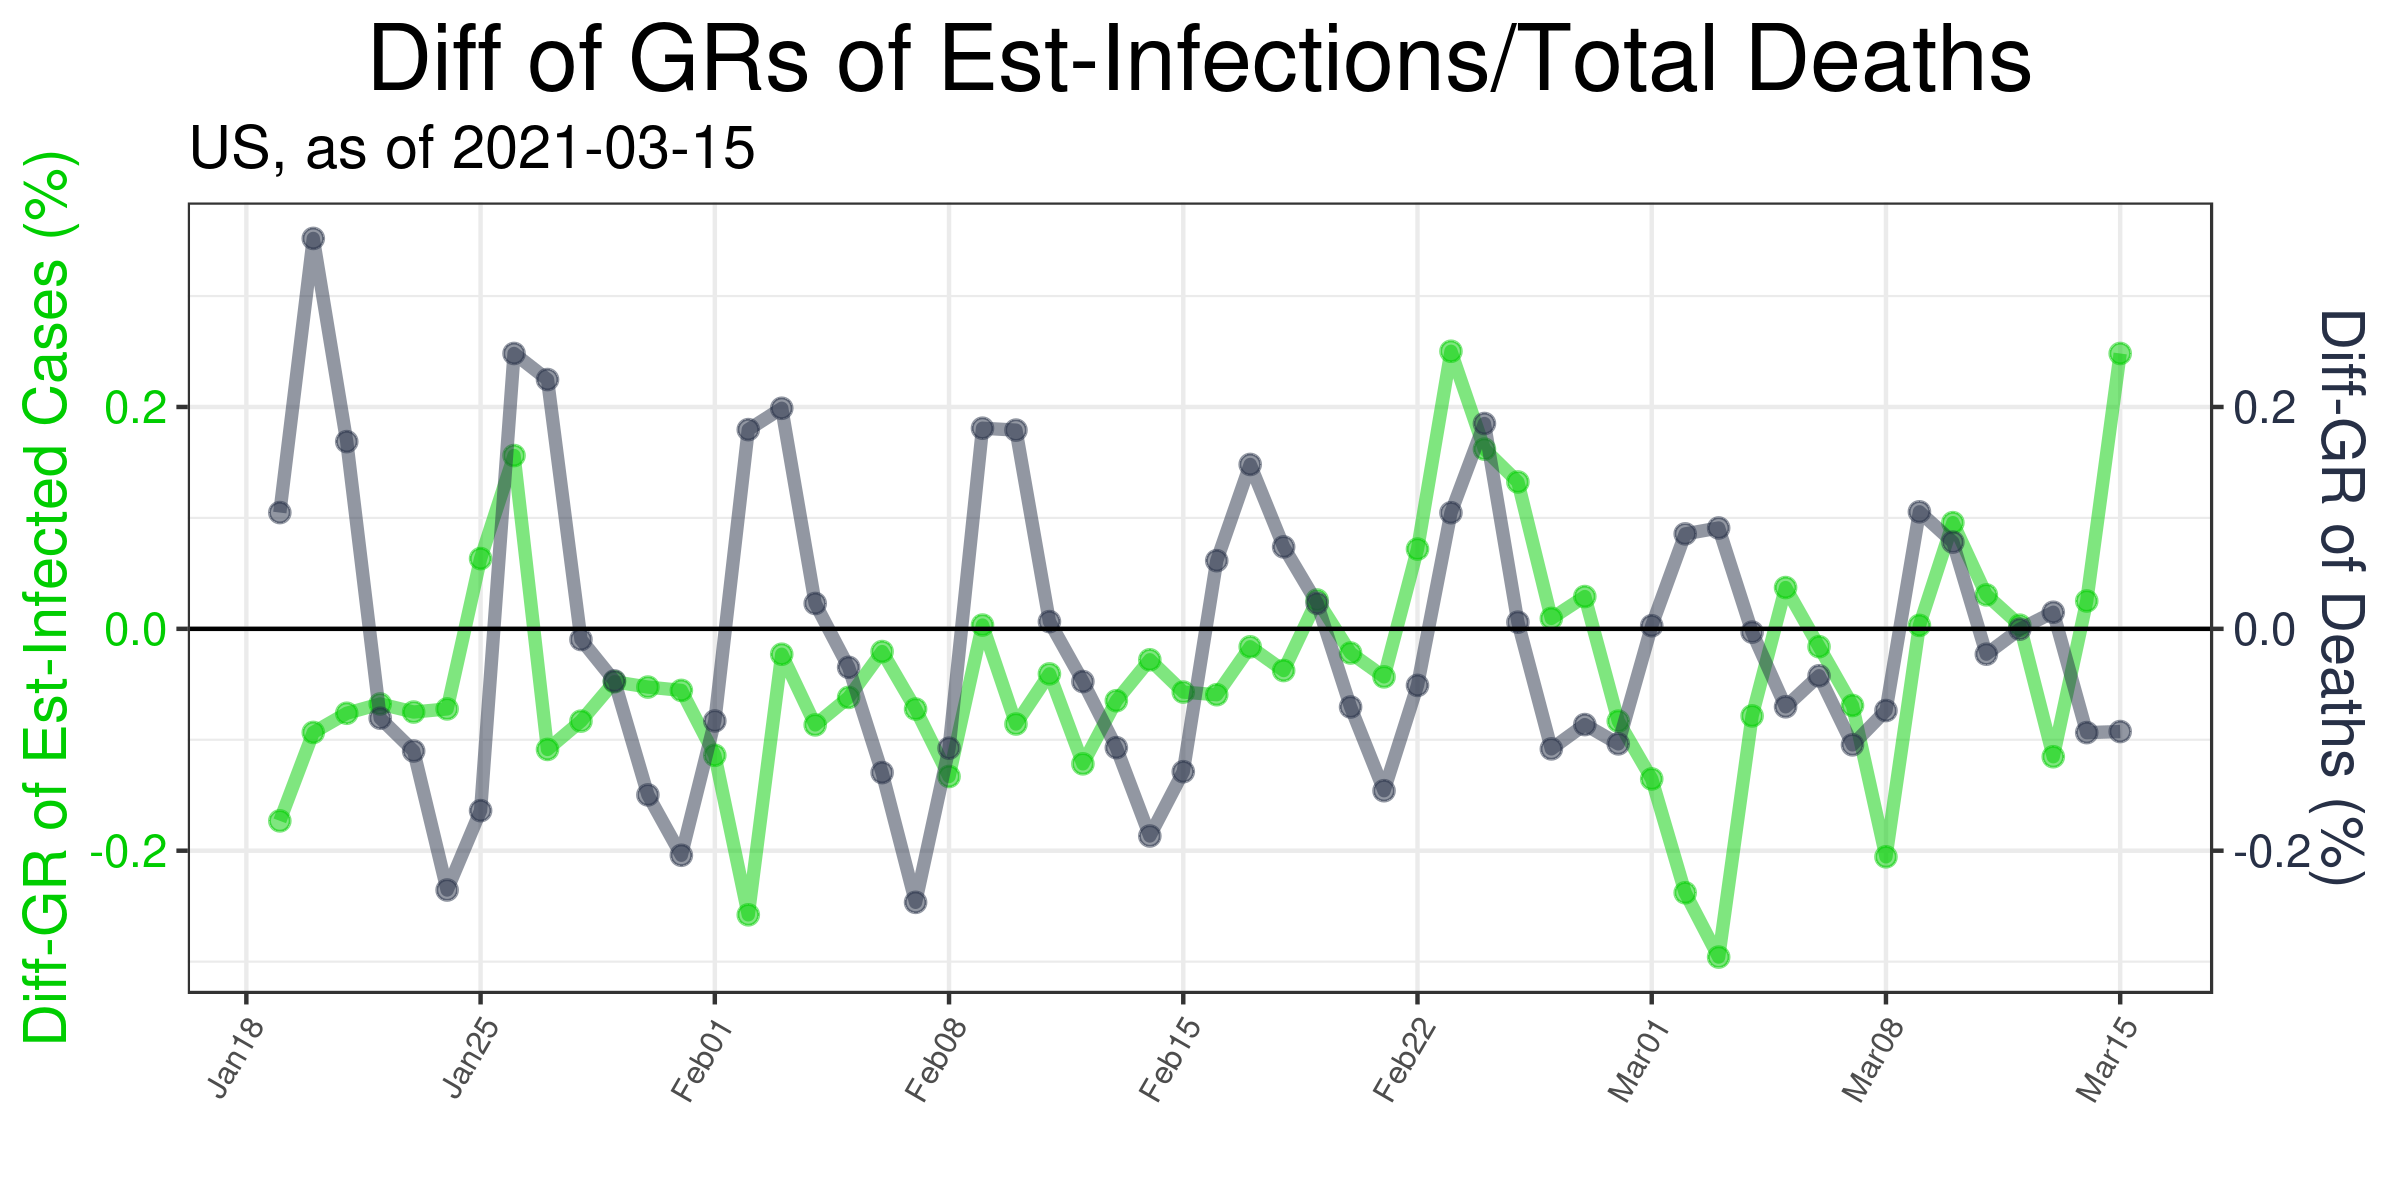 Diff of GRs of Est-Infections/Total Deaths
US, as of 2021-03-15
Diff-GR of Est-Infected Cases (%)
0.2
0.0
-0.2
0.2
0.0
-0.2
Diff-GR of Deaths (%)
Jan18
Jan25
Feb01
Feb08
Feb15
Feb22
Mar01
Mar08
Mar15